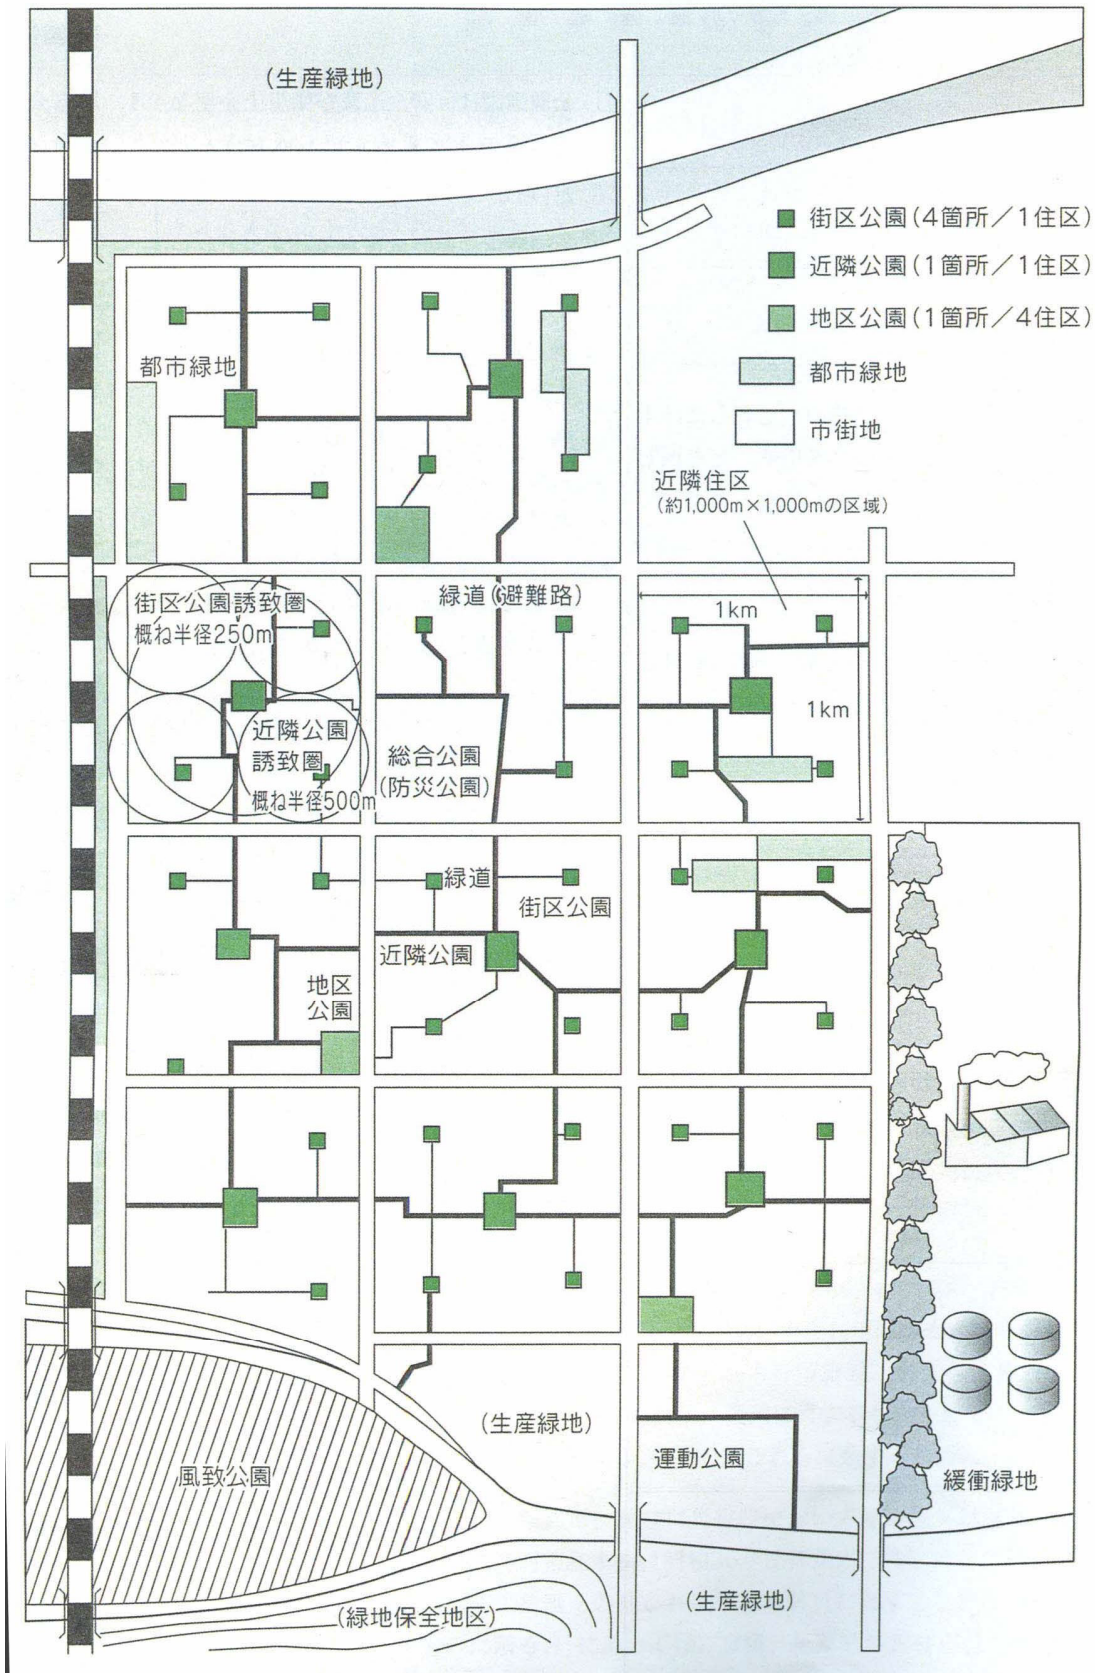 (生産緑地)
街区公園(4箇所/1住区)
近隣公園(1箇所/1住区)
地区公園(1箇所/4住区)
都市緑地
都市緑地
市街地
近隣住区
(約1,000m×1,000mの区域)
街区公園誘致圏
概ね半径250m
緑道(避難路)
1km
1km
近隣公園
誘致圏
概ね半径500m
総合公園
(防災公園)
緑道
街区公園
近隣公園
地区
公園
(生産緑地)
運動公園
風致公園
緩衝緑地
(緑地保全地区)
(生産緑地)